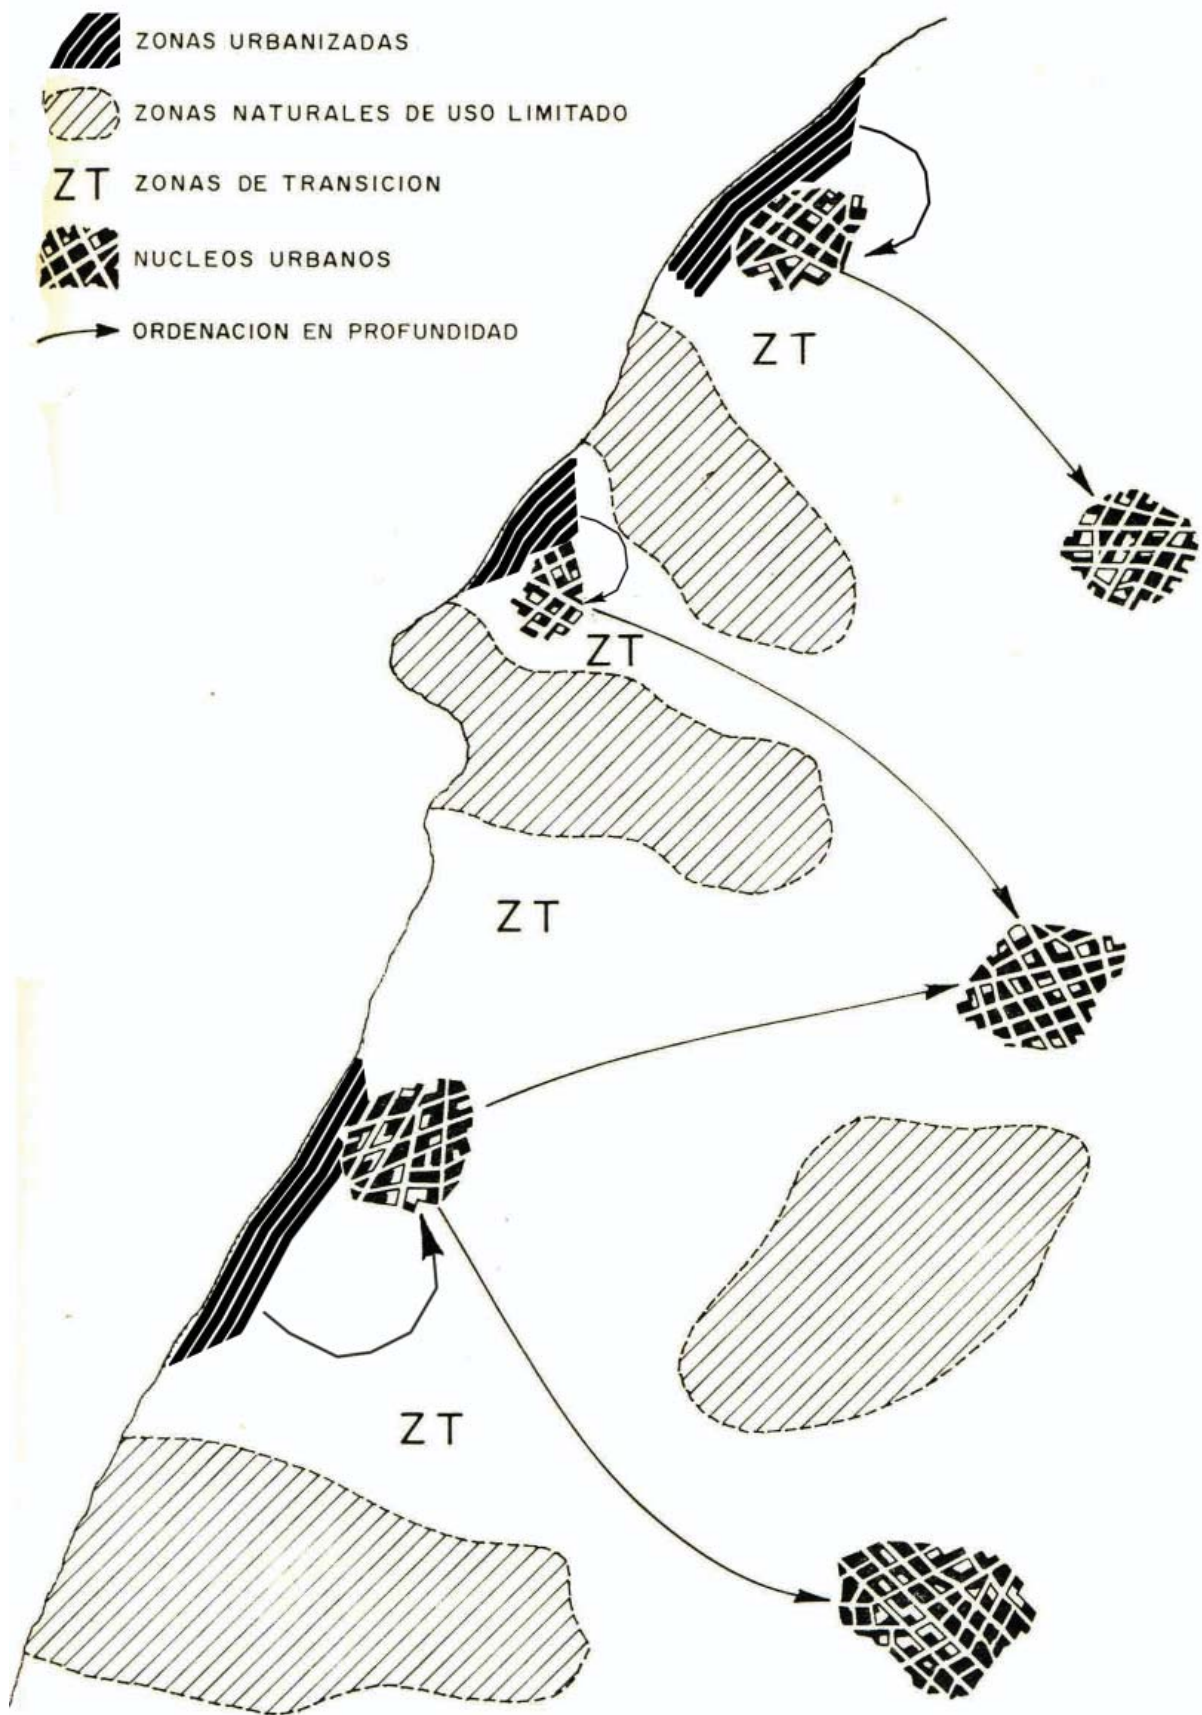 ZONAS URBANIZADAS
ZONAS NATURALES DE USO LIMITADO
ZT ZONAS DE TRANSICION
NUCLEOS URBANOS
ORDENACION EN PROFUNDIDAD
ZT
ZT
ZT
ZT